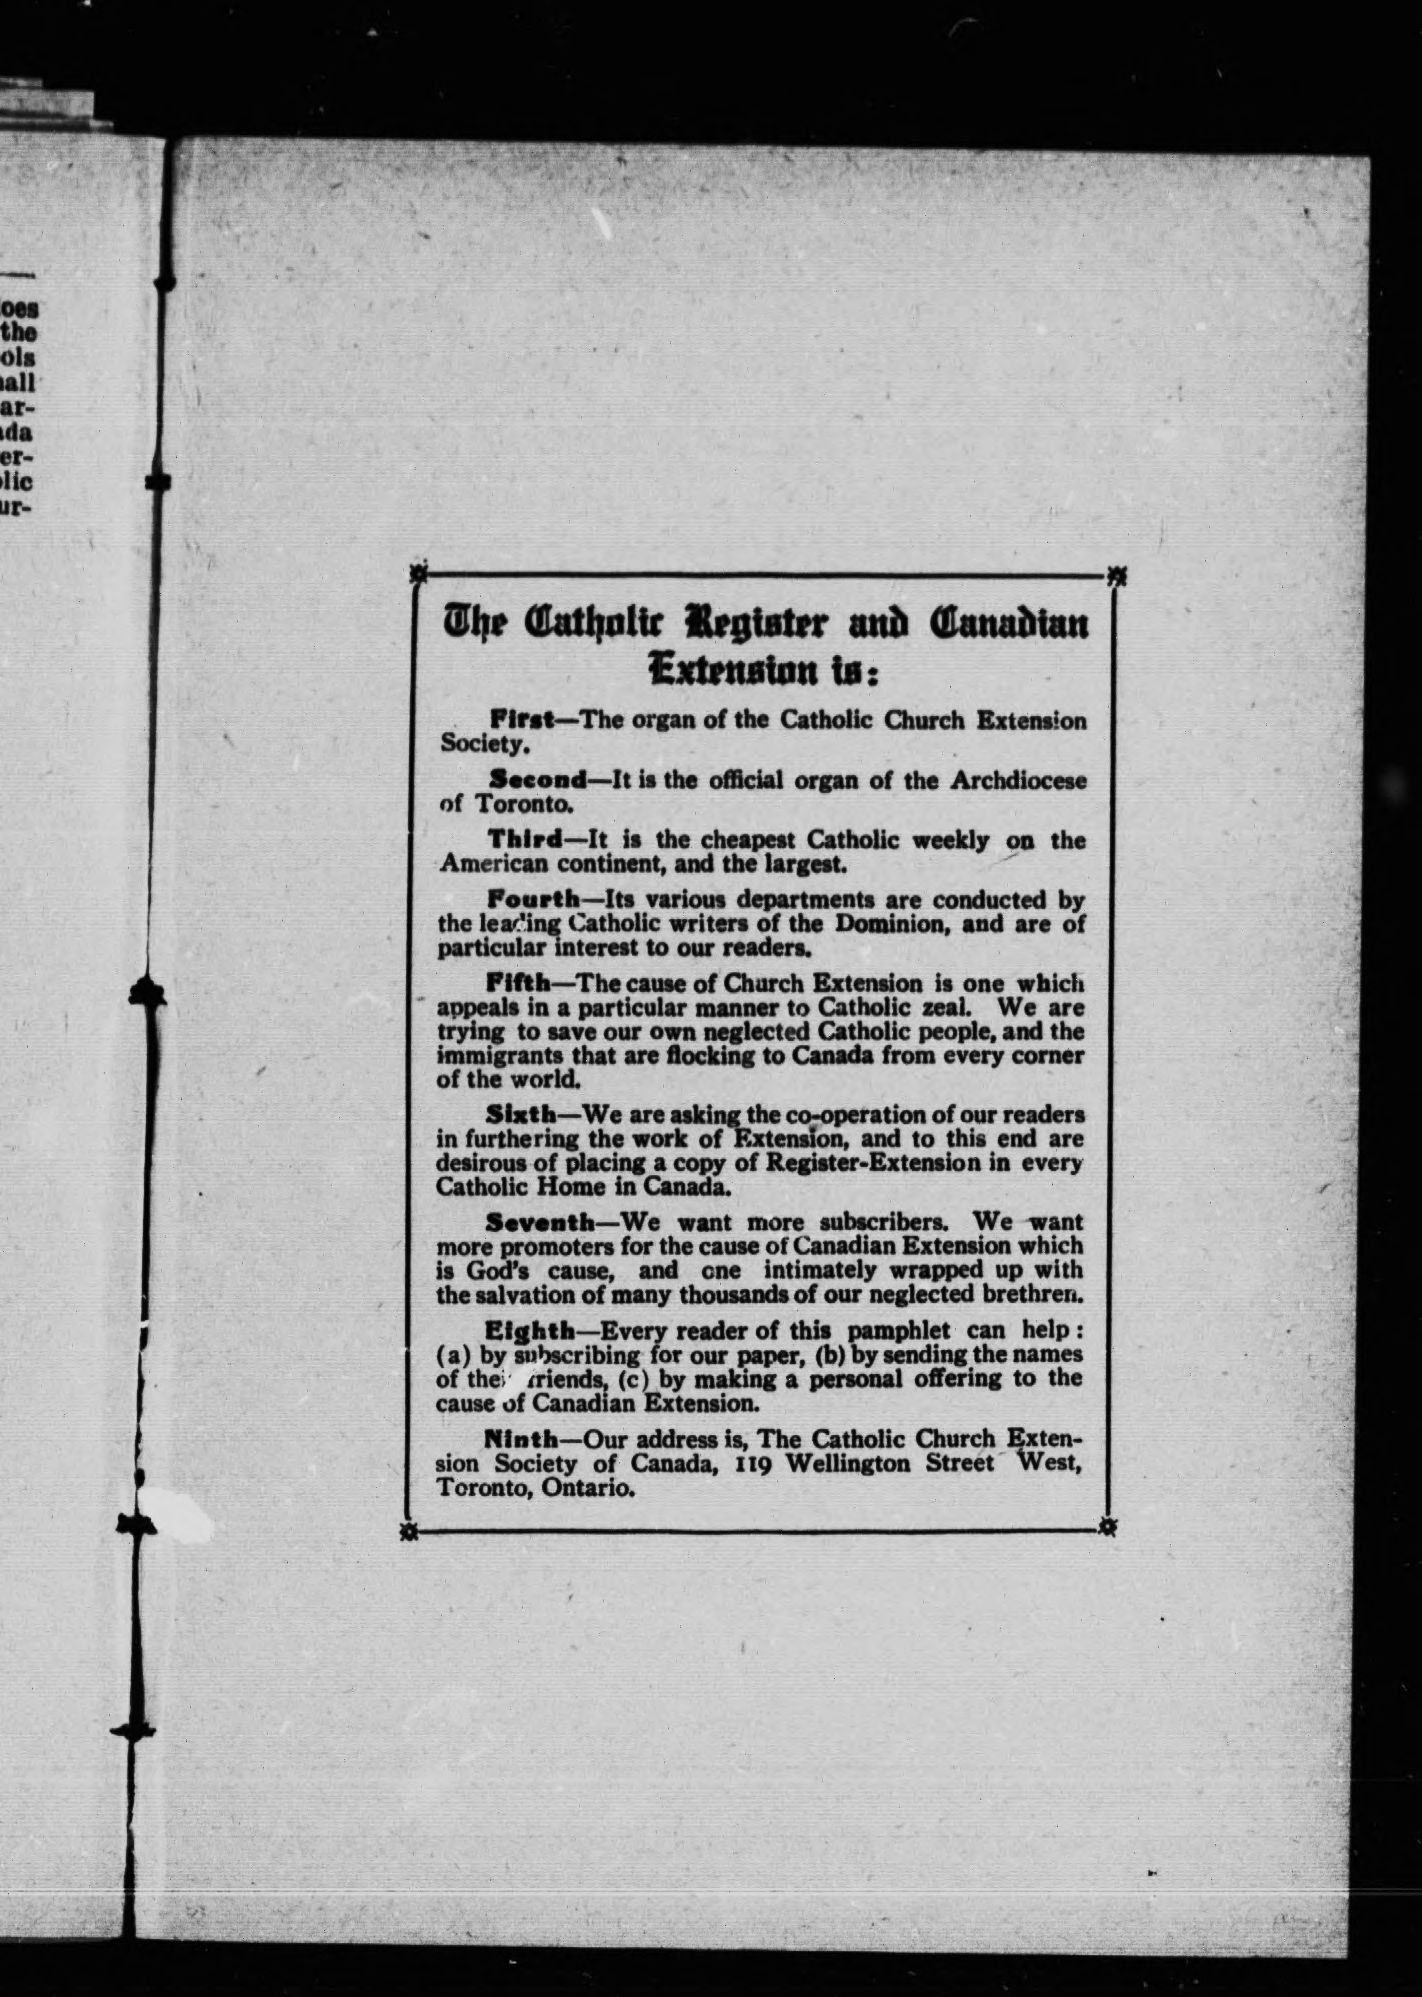 oes
the
ols
all
ar-
da
er-
lic
ur-
The Catholic Register and Canadian
Extension is:
First—The organ of the Catholic Church Extension
Society.
Second—It is the official organ of the Archdiocese
of Toronto.
Third—It is the cheapest Catholic weekly on the
American continent, and the largest.
Fourth—Its various departments are conducted by
the leading Catholic writers of the Dominion, and are of
particular interest to our readers.
Fifth—The cause of Church Extension is one which
appeals in a particular manner to Catholic zeal. We are
trying to save our own neglected Catholic people, and the
immigrants that are flocking to Canada from every corner
of the world.
Sixth—We are asking the co-operation of our readers
in furthering the work of Extension, and to this end are
desirous of placing a copy of Register-Extension in every
Catholic Home in Canada.
Seventh—We want more subscribers. We want
more promoters for the cause of Canadian Extension which
is God's cause, and one intimately wrapped up with
the salvation of many thousands of our neglected brethren.
Eighth—Every reader of this pamphlet can help:
(a) by subscribing for our paper, (b) by sending the names
of their friends, (c) by making a personal offering to the
cause of Canadian Extension.
Ninth—Our address is, The Catholic Church Exten-
sion Society of Canada, 119 Wellington Street West,
Toronto, Ontario.